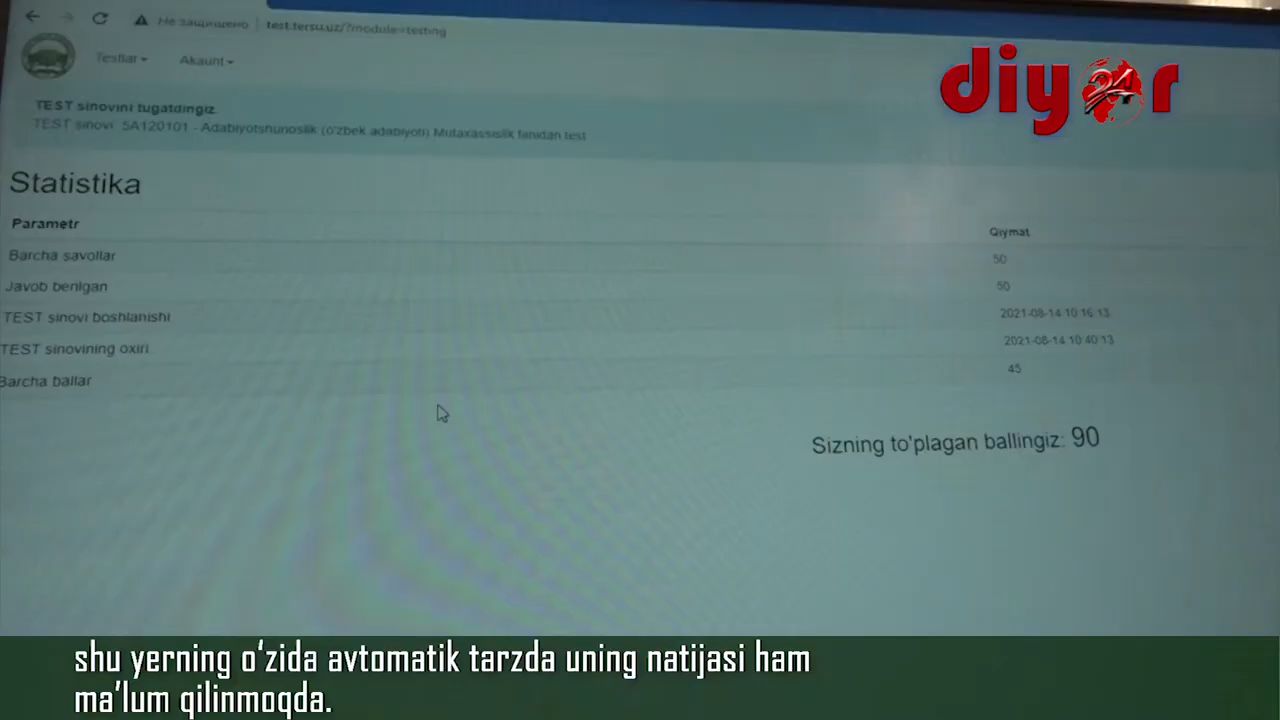 Не защищено test.tersu.uz/?module=testing
Testlar Akaunt
TEST sinovini tugatdingiz.
TEST sinovi: 5A120101 - Adabiyotshunoslik (o'zbek adabiyoti) Mutaxassislik fanidan test
Statistika
Parametr Qiymat
Barcha savollar 50
Javob berilgan 50
TEST sinovi boshlanishi 2021-08-14 10:16:13
TEST sinovining oxiri 2021-08-14 10:40:13
Barcha ballar 45
Sizning to'plagan ballingiz: 90
diyor 24
shu yerning o‘zida avtomatik tarzda uning natijasi ham
ma’lum qilinmoqda.